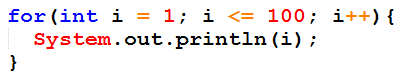 for(int i = 1; i <= 100; i++){
  System.out.println(i);
}